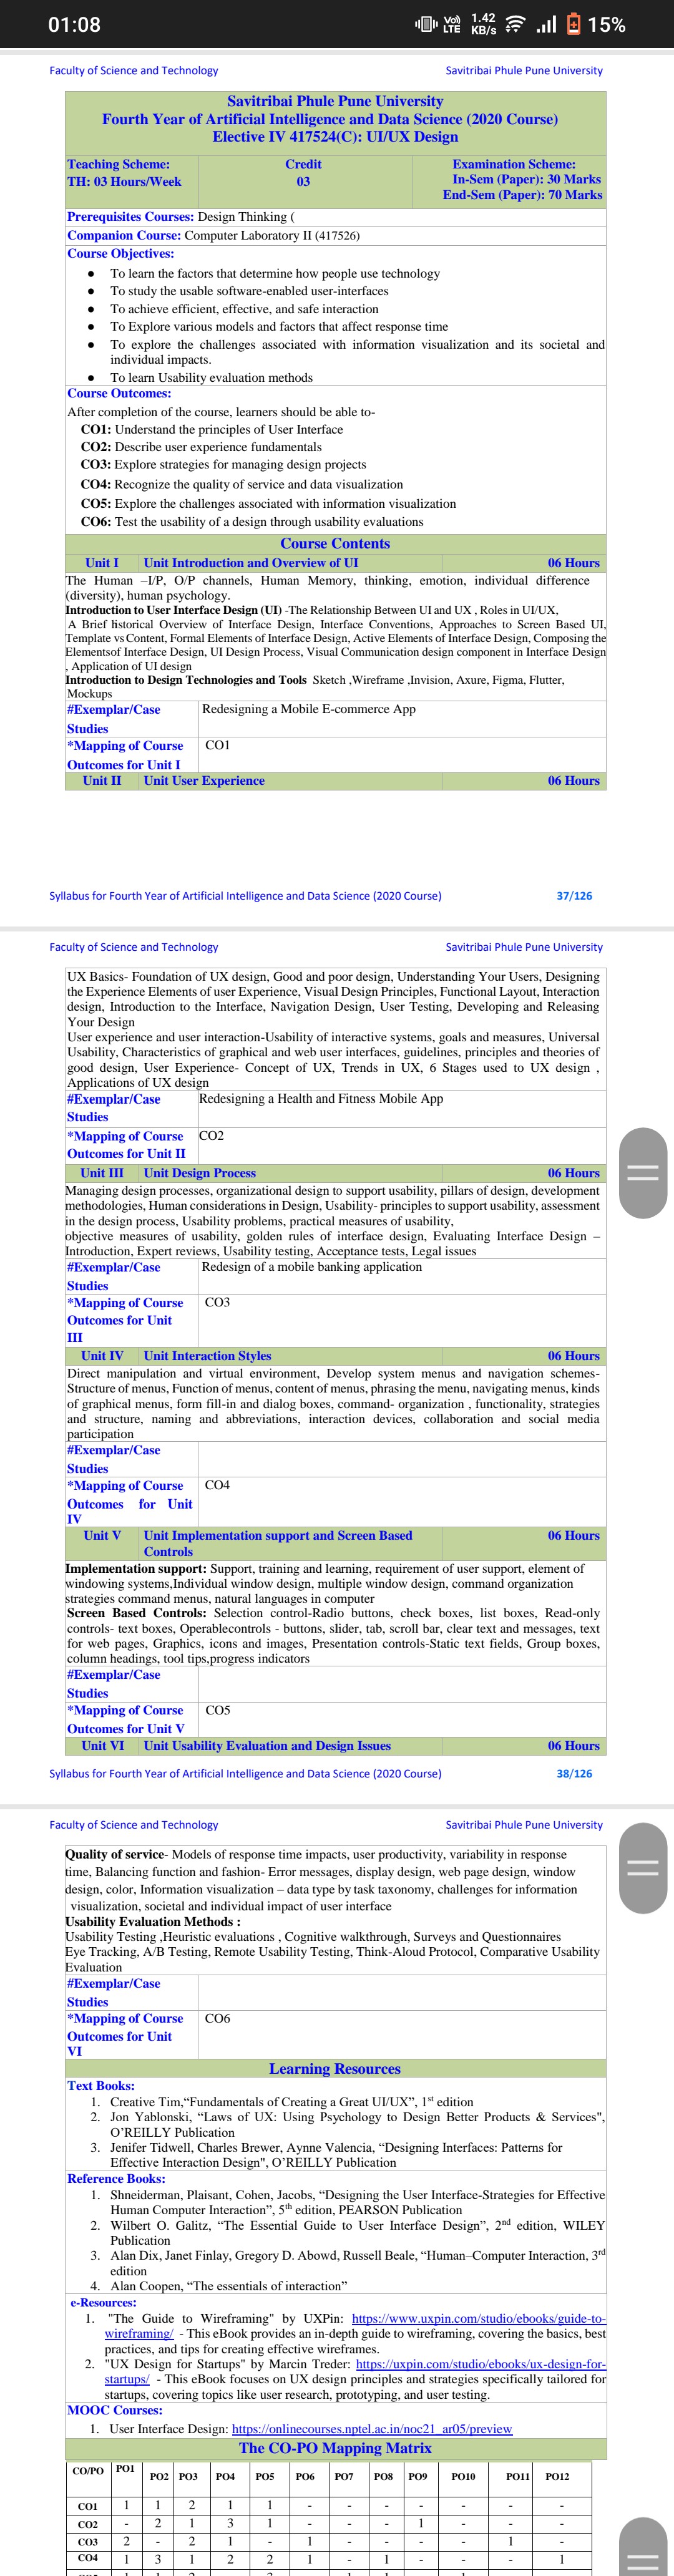 01:08
Vo) LTE
1.42 KB/s
15%
Faculty of Science and Technology
Savitribai Phule Pune University
Savitribai Phule Pune University
Fourth Year of Artificial Intelligence and Data Science (2020 Course)
Elective IV 417524(C): UI/UX Design
Teaching Scheme:
TH: 03 Hours/Week
Credit
03
Examination Scheme:
In-Sem (Paper): 30 Marks
End-Sem (Paper): 70 Marks
Prerequisites Courses: Design Thinking (
Companion Course: Computer Laboratory II (417526)
Course Objectives:
● To learn the factors that determine how people use technology
● To study the usable software-enabled user-interfaces
● To achieve efficient, effective, and safe interaction
● To Explore various models and factors that affect response time
● To explore the challenges associated with information visualization and its societal and
individual impacts.
● To learn Usability evaluation methods
Course Outcomes:
After completion of the course, learners should be able to-
CO1: Understand the principles of User Interface
CO2: Describe user experience fundamentals
CO3: Explore strategies for managing design projects
CO4: Recognize the quality of service and data visualization
CO5: Explore the challenges associated with information visualization
CO6: Test the usability of a design through usability evaluations
Course Contents
Unit I Unit Introduction and Overview of UI 06 Hours
The Human –I/P, O/P channels, Human Memory, thinking, emotion, individual difference
(diversity), human psychology.
Introduction to User Interface Design (UI) -The Relationship Between UI and UX , Roles in UI/UX,
A Brief historical Overview of Interface Design, Interface Conventions, Approaches to Screen Based UI,
Template vs Content, Formal Elements of Interface Design, Active Elements of Interface Design, Composing the
Elementsof Interface Design, UI Design Process, Visual Communication design component in Interface Design
, Application of UI design
Introduction to Design Technologies and Tools Sketch ,Wireframe ,Invision, Axure, Figma, Flutter,
Mockups
#Exemplar/Case
Studies
Redesigning a Mobile E-commerce App
*Mapping of Course
Outcomes for Unit I
CO1
Unit II Unit User Experience 06 Hours
Syllabus for Fourth Year of Artificial Intelligence and Data Science (2020 Course) 37/126
Faculty of Science and Technology
Savitribai Phule Pune University
UX Basics- Foundation of UX design, Good and poor design, Understanding Your Users, Designing
the Experience Elements of user Experience, Visual Design Principles, Functional Layout, Interaction
design, Introduction to the Interface, Navigation Design, User Testing, Developing and Releasing
Your Design
User experience and user interaction-Usability of interactive systems, goals and measures, Universal
Usability, Characteristics of graphical and web user interfaces, guidelines, principles and theories of
good design, User Experience- Concept of UX, Trends in UX, 6 Stages used to UX design ,
Applications of UX design
#Exemplar/Case
Studies
Redesigning a Health and Fitness Mobile App
*Mapping of Course
Outcomes for Unit II
CO2
Unit III Unit Design Process 06 Hours
Managing design processes, organizational design to support usability, pillars of design, development
methodologies, Human considerations in Design, Usability- principles to support usability, assessment
in the design process, Usability problems, practical measures of usability,
objective measures of usability, golden rules of interface design, Evaluating Interface Design –
Introduction, Expert reviews, Usability testing, Acceptance tests, Legal issues
#Exemplar/Case
Studies
Redesign of a mobile banking application
*Mapping of Course
Outcomes for Unit
III
CO3
Unit IV Unit Interaction Styles 06 Hours
Direct manipulation and virtual environment, Develop system menus and navigation schemes-
Structure of menus, Function of menus, content of menus, phrasing the menu, navigating menus, kinds
of graphical menus, form fill-in and dialog boxes, command- organization , functionality, strategies
and structure, naming and abbreviations, interaction devices, collaboration and social media
participation
#Exemplar/Case
Studies
*Mapping of Course
Outcomes for Unit
IV
CO4
Unit V Unit Implementation support and Screen Based
Controls
06 Hours
Implementation support: Support, training and learning, requirement of user support, element of
windowing systems,Individual window design, multiple window design, command organization
strategies command menus, natural languages in computer
Screen Based Controls: Selection control-Radio buttons, check boxes, list boxes, Read-only
controls- text boxes, Operablecontrols - buttons, slider, tab, scroll bar, clear text and messages, text
for web pages, Graphics, icons and images, Presentation controls-Static text fields, Group boxes,
column headings, tool tips,progress indicators
#Exemplar/Case
Studies
*Mapping of Course
Outcomes for Unit V
CO5
Unit VI Unit Usability Evaluation and Design Issues 06 Hours
Syllabus for Fourth Year of Artificial Intelligence and Data Science (2020 Course) 38/126
Faculty of Science and Technology
Savitribai Phule Pune University
Quality of service- Models of response time impacts, user productivity, variability in response
time, Balancing function and fashion- Error messages, display design, web page design, window
design, color, Information visualization – data type by task taxonomy, challenges for information
visualization, societal and individual impact of user interface
Usability Evaluation Methods :
Usability Testing ,Heuristic evaluations , Cognitive walkthrough, Surveys and Questionnaires
Eye Tracking, A/B Testing, Remote Usability Testing, Think-Aloud Protocol, Comparative Usability
Evaluation
#Exemplar/Case
Studies
*Mapping of Course
Outcomes for Unit
VI
CO6
Learning Resources
Text Books:
1. Creative Tim,“Fundamentals of Creating a Great UI/UX”, 1st edition
2. Jon Yablonski, “Laws of UX: Using Psychology to Design Better Products & Services",
O’REILLY Publication
3. Jenifer Tidwell, Charles Brewer, Aynne Valencia, “Designing Interfaces: Patterns for
Effective Interaction Design", O’REILLY Publication
Reference Books:
1. Shneiderman, Plaisant, Cohen, Jacobs, “Designing the User Interface-Strategies for Effective
Human Computer Interaction”, 5th edition, PEARSON Publication
2. Wilbert O. Galitz, “The Essential Guide to User Interface Design”, 2nd edition, WILEY
Publication
3. Alan Dix, Janet Finlay, Gregory D. Abowd, Russell Beale, “Human–Computer Interaction, 3rd
edition
4. Alan Coopen, “The essentials of interaction”
e-Resources:
1. "The Guide to Wireframing" by UXPin: https://www.uxpin.com/studio/ebooks/guide-to-
wireframing/ - This eBook provides an in-depth guide to wireframing, covering the basics, best
practices, and tips for creating effective wireframes.
2. "UX Design for Startups" by Marcin Treder: https://uxpin.com/studio/ebooks/ux-design-for-
startups/ - This eBook focuses on UX design principles and strategies specifically tailored for
startups, covering topics like user research, prototyping, and user testing.
MOOC Courses:
1. User Interface Design: https://onlinecourses.nptel.ac.in/noc21_ar05/preview
The CO-PO Mapping Matrix
CO/PO PO1 PO2 PO3 PO4 PO5 PO6 PO7 PO8 PO9 PO10 PO11 PO12
CO1 1 1 2 1 1 - - - - - - -
CO2 - 2 1 3 1 - - - 1 - - -
CO3 2 - 2 1 - 1 - - - - 1 -
CO4 1 3 1 2 2 1 - 1 - - - 1